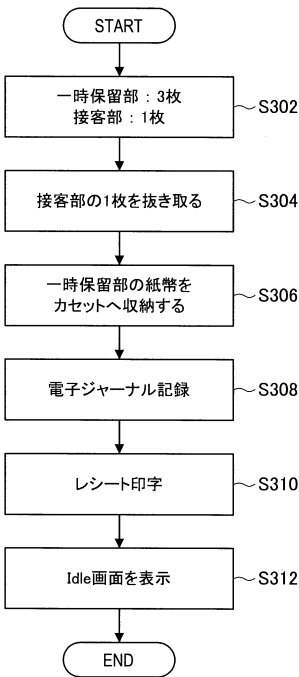 START
一時保留部：3枚
接客部：1枚
S302
接客部の1枚を抜き取る
S304
一時保留部の紙幣を
カセットへ収納する
S306
電子ジャーナル記録
S308
レシート印字
S310
Idle画面を表示
S312
END